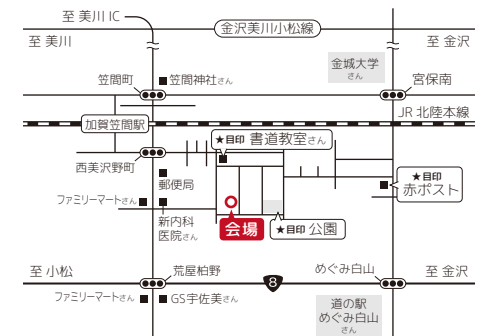 至 美川 IC
金沢美川小松線
至 美川
至 金沢
金城大学
さん
笠間町
笠間神社さん
宮保南
JR 北陸本線
加賀笠間駅
★目印 書道教室さん
西美沢野町
★目印
赤ポスト
郵便局
ファミリーマートさん
新内科
医院さん
会場
★目印 公園
至 小松
荒屋柏野
8
めぐみ白山
至 金沢
ファミリーマートさん
GS宇佐美さん
道の駅
めぐみ白山
さん